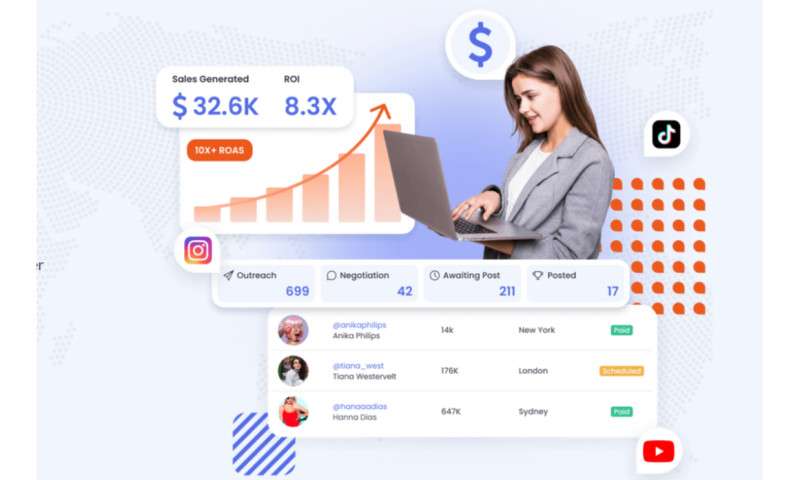 Sales Generated ROI
$ 32.6K 8.3X
10X+ ROAS
er
Outreach Negotiation Awaiting Post Posted
699 42 211 17
@anikaphilips
Anika Philips 14k New York Paid
@tiana_west
Tiana Westervelt 176K London Scheduled
@hanaaadias
Hanna Dias 647K Sydney Paid